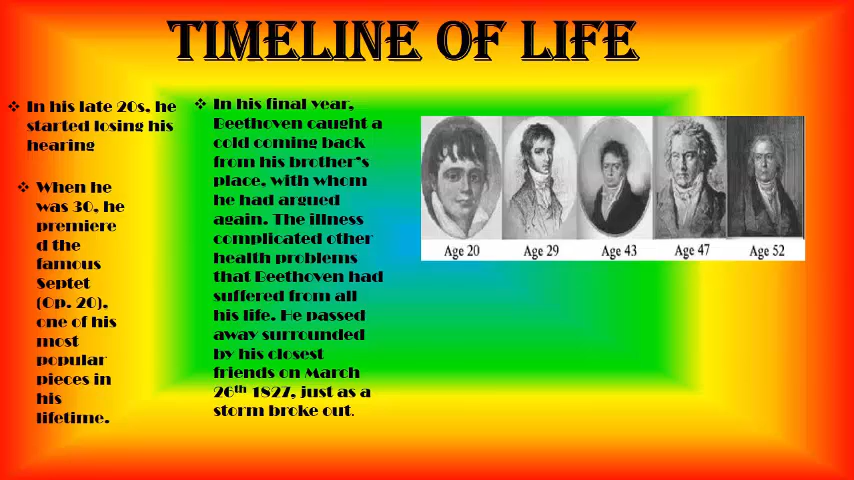 TIMELINE OF LIFE
❖ In his late 20s, he
started losing his
hearing
❖ When he
was 30, he
premiere
d the
famous
Septet
(Op. 20),
one of his
most
popular
pieces in
his
lifetime.
❖ In his final year,
Beethoven caught a
cold coming back
from his brother's
place, with whom
he had argued
again. The illness
complicated other
health problems
that Beethoven had
suffered from all
his life. He passed
away surrounded
by his closest
friends on March
26th 1827, just as a
storm broke out.
Age 20 Age 29 Age 43 Age 47 Age 52